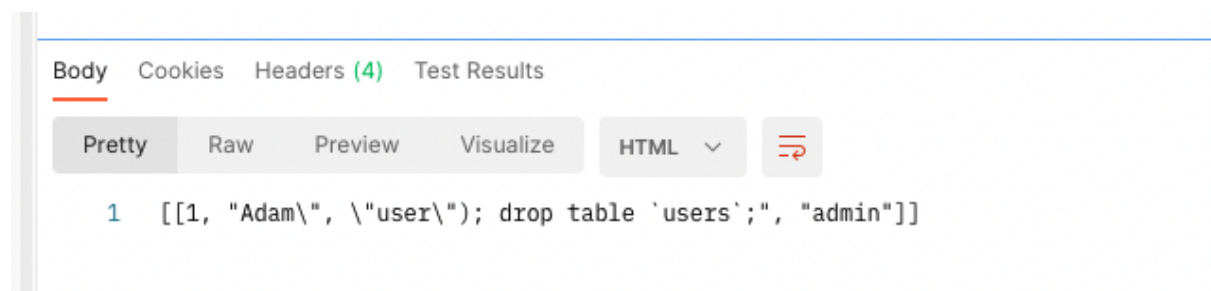 Body Cookies Headers (4) Test Results
Pretty Raw Preview Visualize HTML
1 [[1, "Adam\", \"user\"); drop table `users`;", "admin"]]